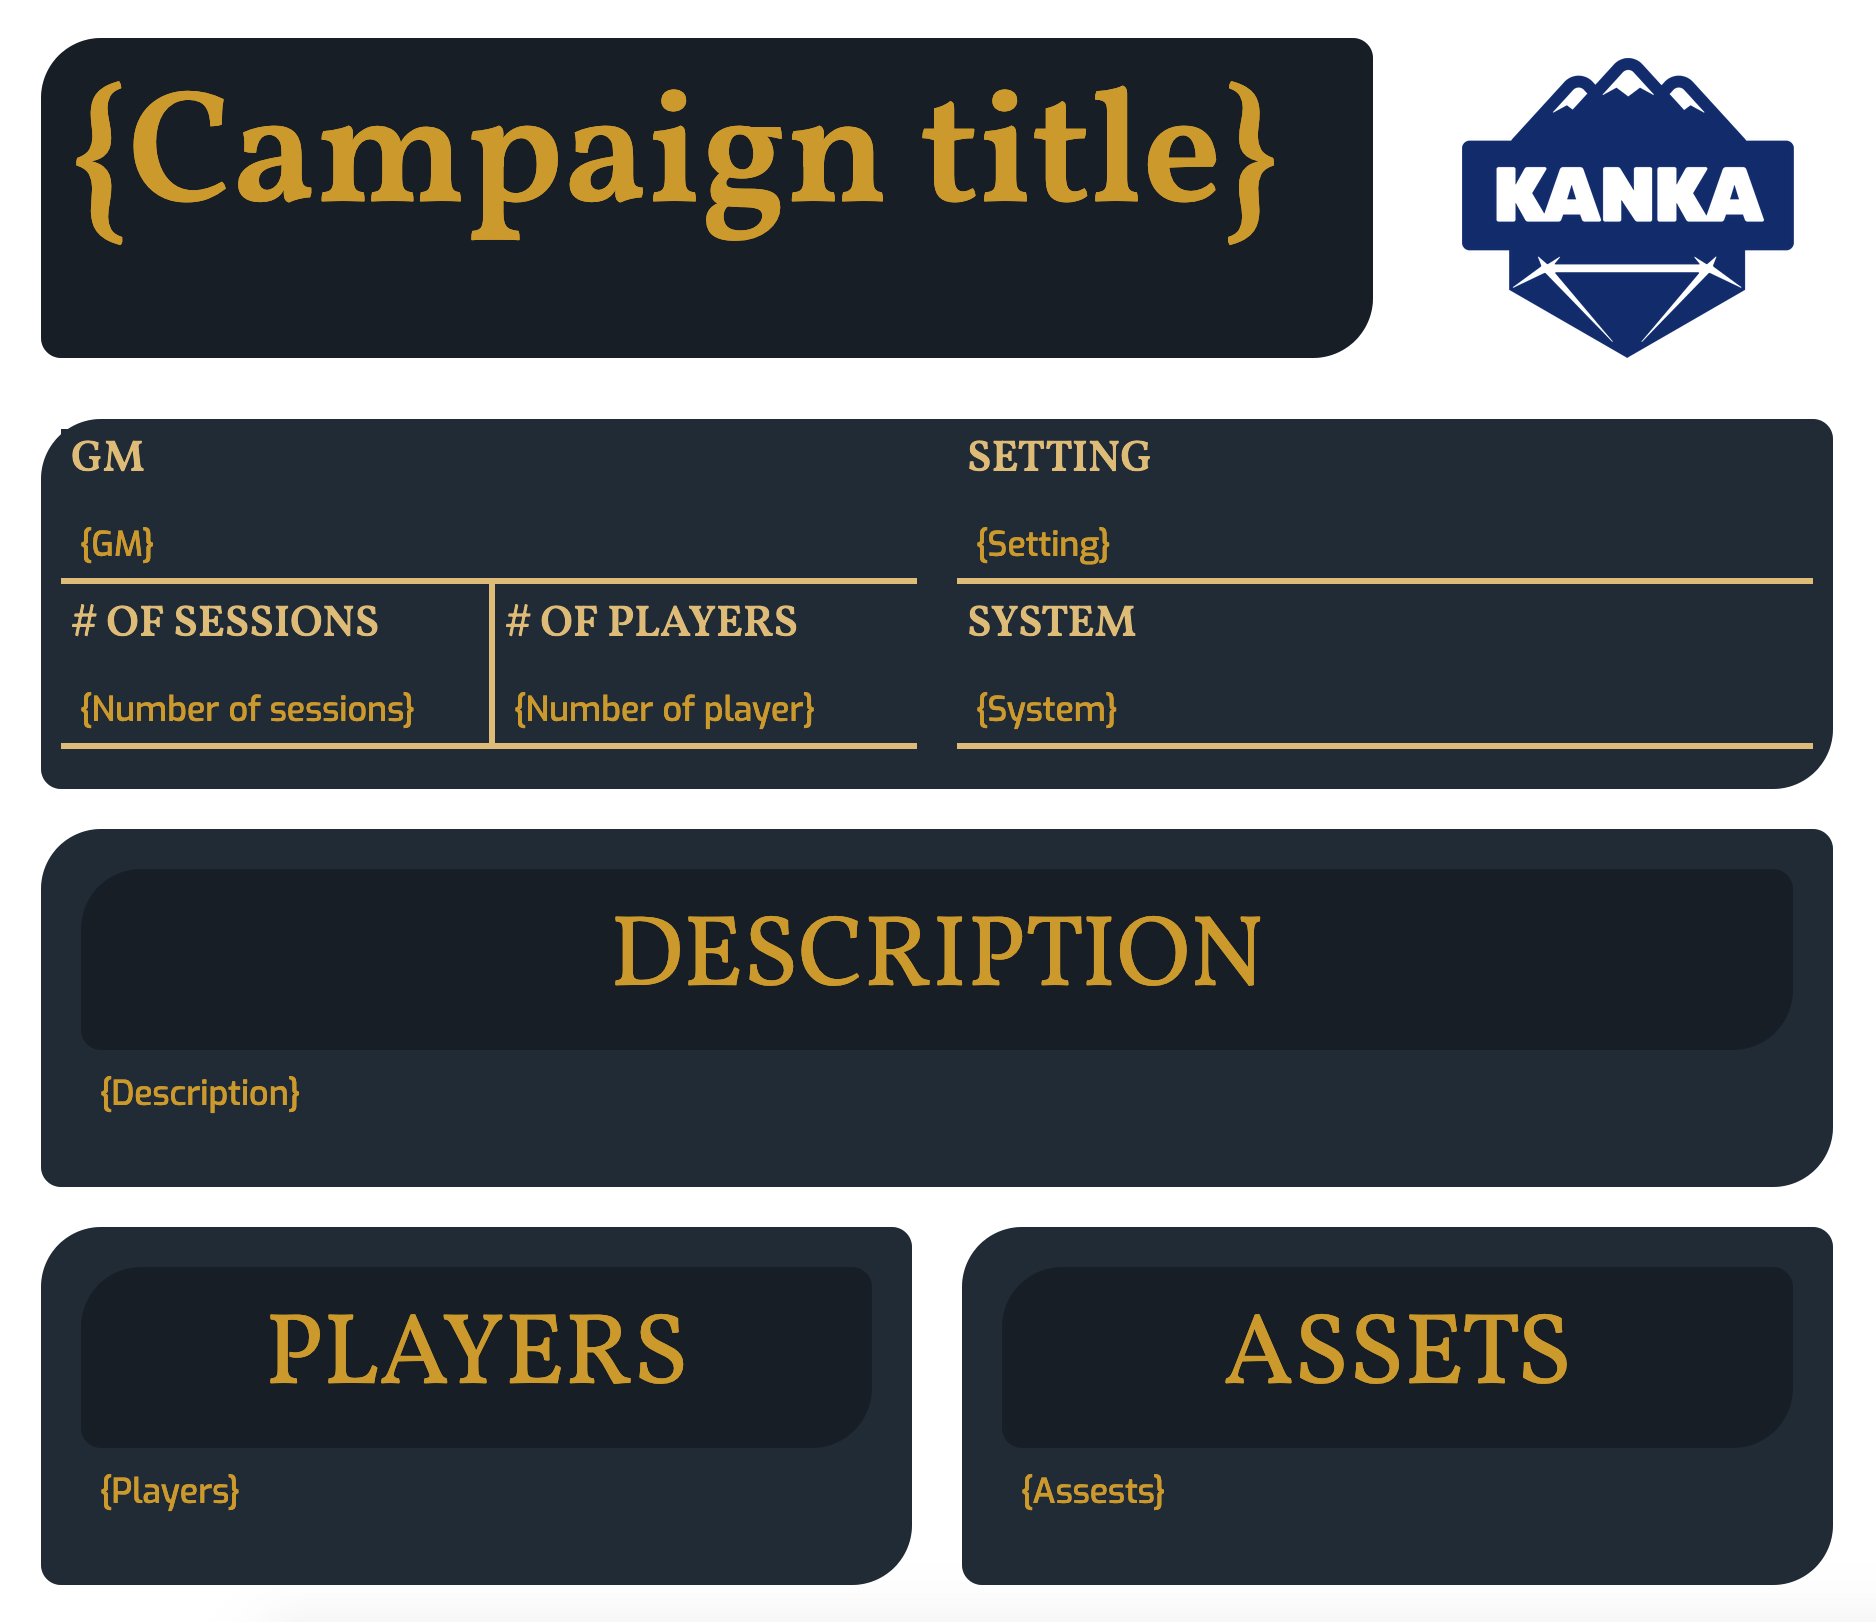 {Campaign title}
KANKA
GM
{GM}
SETTING
{Setting}
# OF SESSIONS
{Number of sessions}
# OF PLAYERS
{Number of player}
SYSTEM
{System}
DESCRIPTION
{Description}
PLAYERS
{Players}
ASSETS
{Assests}